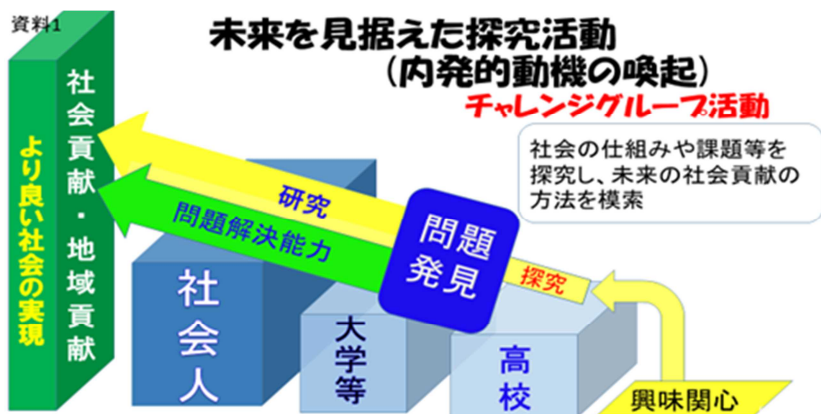 資料1
未来を見据えた探究活動
(内発的動機の喚起)
チャレンジグループ活動
社会の仕組みや課題等を
探究し、未来の社会貢献の
方法を模索
社会貢献・地域貢献
より良い社会の実現
研究
問題解決能力
問題
発見
探究
社会人
大学等
高校
興味関心